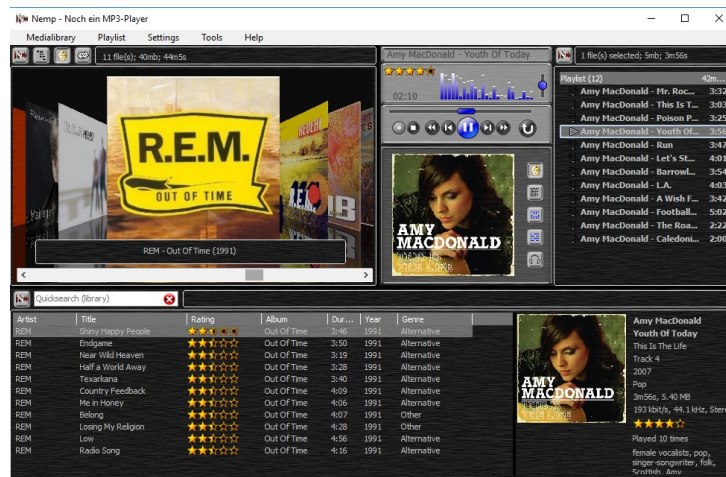 Nemp - Noch ein MP3-Player
Medialibrary Playlist Settings Tools Help
11 file(s); 40mb; 44m5s
R.E.M.
OUT OF TIME
REM - Out Of Time (1991)
Amy MacDonald - Youth Of Today
02:10
AMY
MACDONALD
1 file(s) selected; 5mb; 3m56s
Playlist (12) 42m...
Amy MacDonald - Mr. Roc... 3:32
Amy MacDonald - This Is T... 3:05
Amy MacDonald - Poison P... 3:25
Amy MacDonald - Youth Of... 3:56
Amy MacDonald - Run 3:47
Amy MacDonald - Let's St... 4:01
Amy MacDonald - Barrowl... 3:54
Amy MacDonald - L.A. 4:03
Amy MacDonald - A Wish F... 3:42
Amy MacDonald - Football... 5:02
Amy MacDonald - The Roa... 2:22
Amy MacDonald - Caledoni... 2:00
Quicksearch (library)
Artist Title Rating Album Dur... Year Genre
REM Shiny Happy People Out Of Time 3:46 1991 Alternative
REM Endgame Out Of Time 3:50 1991 Alternative
REM Near Wild Heaven Out Of Time 3:19 1991 Alternative
REM Half a World Away Out Of Time 3:28 1991 Alternative
REM Texarkana Out Of Time 3:40 1991 Alternative
REM Country Feedback Out Of Time 4:09 1991 Alternative
REM Me in Honey Out Of Time 4:06 1991 Alternative
REM Belong Out Of Time 4:07 1991 Other
REM Losing My Religion Out Of Time 4:28 1991 Other
REM Low Out Of Time 4:56 1991 Alternative
REM Radio Song Out Of Time 4:16 1991 Alternative
AMY
MACDONALD
Amy MacDonald
Youth Of Today
This Is The Life
Track 4
2007
Pop
3m56s, 5.40 MB
193 kbit/s, 44.1 kHz, Stere
Played 10 times
female vocalists, pop,
singer-songwriter, folk,
Scottish, Amy